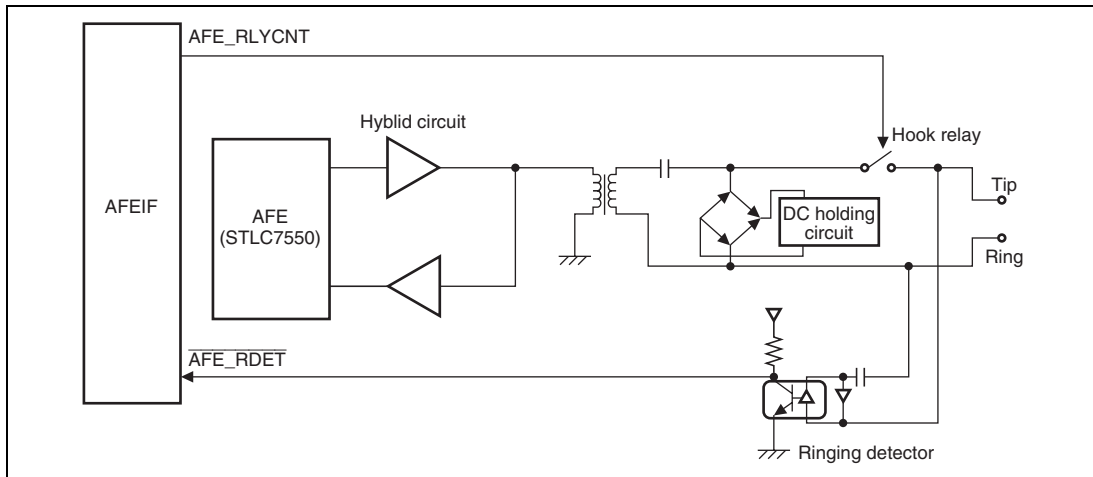 AFE_RLYCNT
Hyblid circuit
Hook relay
AFEIF
AFE
(STLC7550)
Tip
DC holding
circuit
Ring
AFE_RDET
Ringing detector